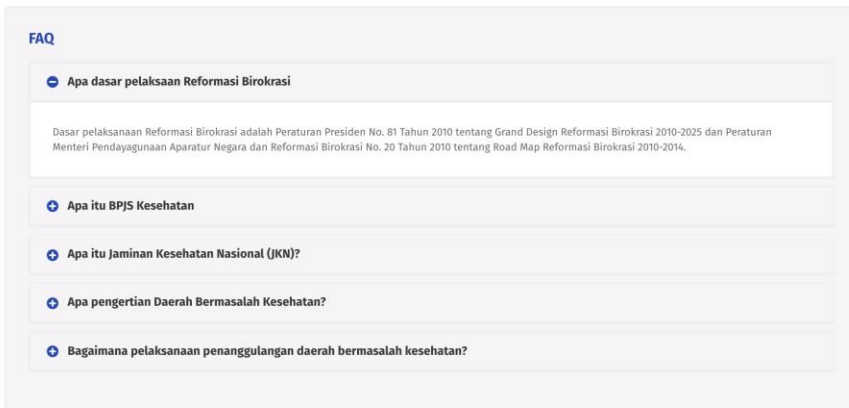 FAQ
Apa dasar pelaksaan Reformasi Birokrasi
Dasar pelaksanaan Reformasi Birokrasi adalah Peraturan Presiden No. 81 Tahun 2010 tentang Grand Design Reformasi Birokrasi 2010-2025 dan Peraturan
Menteri Pendayagunaan Aparatur Negara dan Reformasi Birokrasi No. 20 Tahun 2010 tentang Road Map Reformasi Birokrasi 2010-2014.
Apa itu BPJS Kesehatan
Apa itu Jaminan Kesehatan Nasional (JKN)?
Apa pengertian Daerah Bermasalah Kesehatan?
Bagaimana pelaksanaan penanggulangan daerah bermasalah kesehatan?